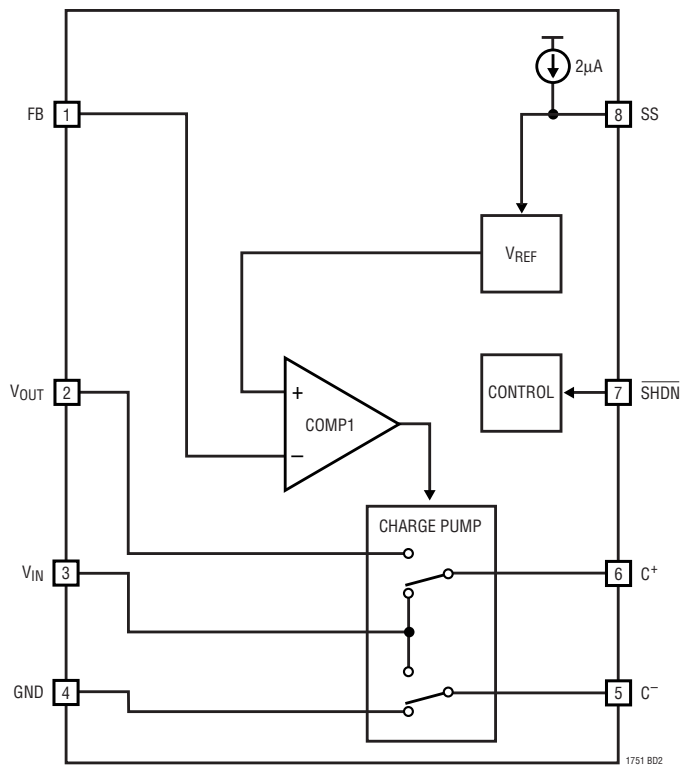 2µA
FB 1
8 SS
VREF
VOUT 2
CONTROL
7 SHDN
+
COMP1
–
CHARGE PUMP
VIN 3
6 C+
GND 4
5 C–
1751 BD2